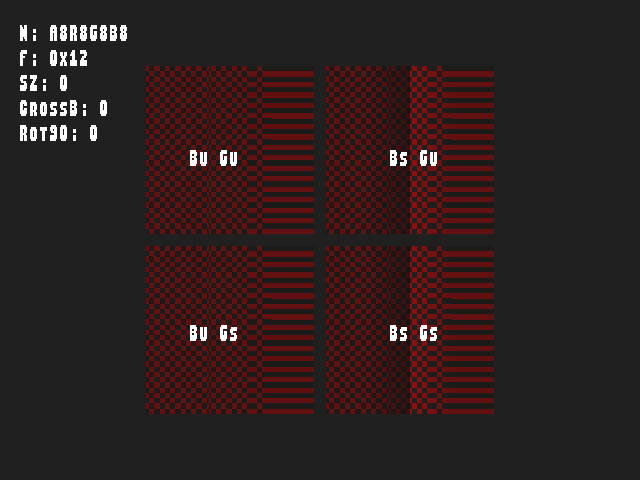 N: A8R8G8B8
F: 0x12
SZ: 0
CrossB: 0
Rot90: 0
Bu Gu
Bs Gu
Bu Gs
Bs Gs